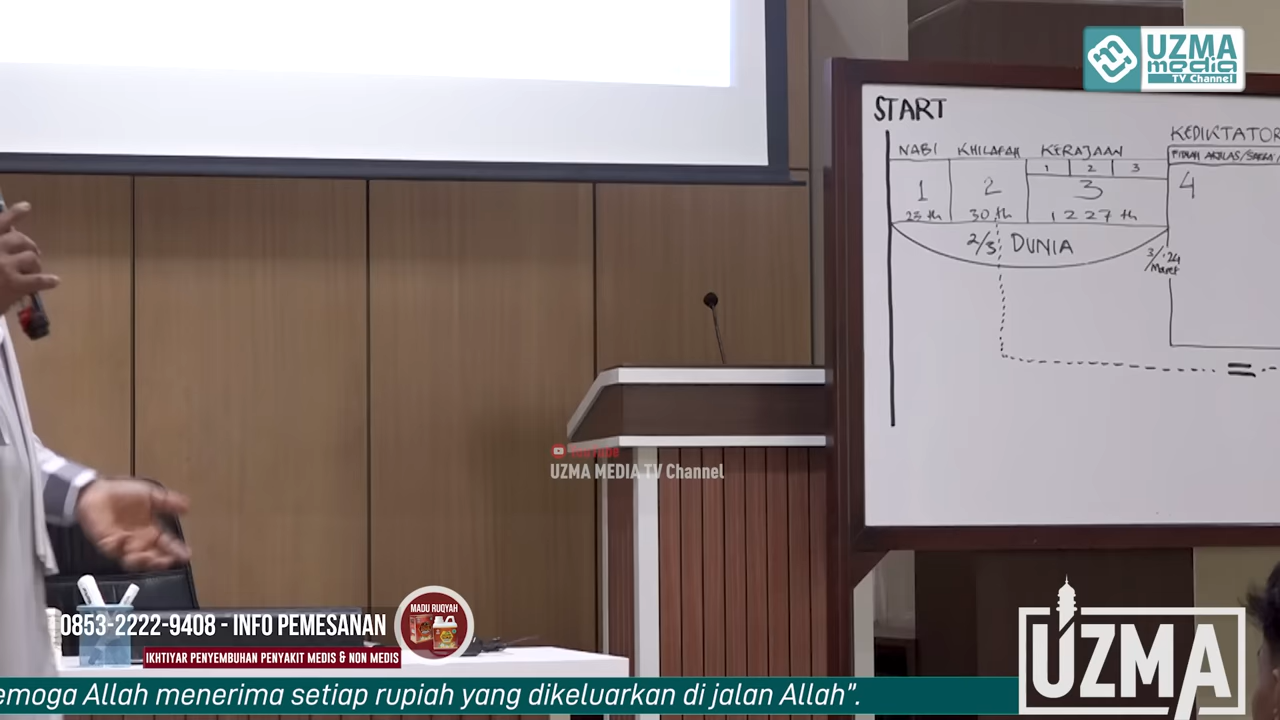 UZMA
media
TV Channel
START
NABI
KHILAFAH
KERAJAAN
KEDIKTATOR
1
2
3
1
2
3
4
23 th
30 th
1227 th
2/3 DUNIA
3/'24
Maret
YouTube
UZMA MEDIA TV Channel
0853-2222-9408 - INFO PEMESANAN
MADU RUQYAH
IKHTIYAR PENYEMBUHAN PENYAKIT MEDIS & NON MEDIS
emoga Allah menerima setiap rupiah yang dikeluarkan di jalan Allah".
UZMA